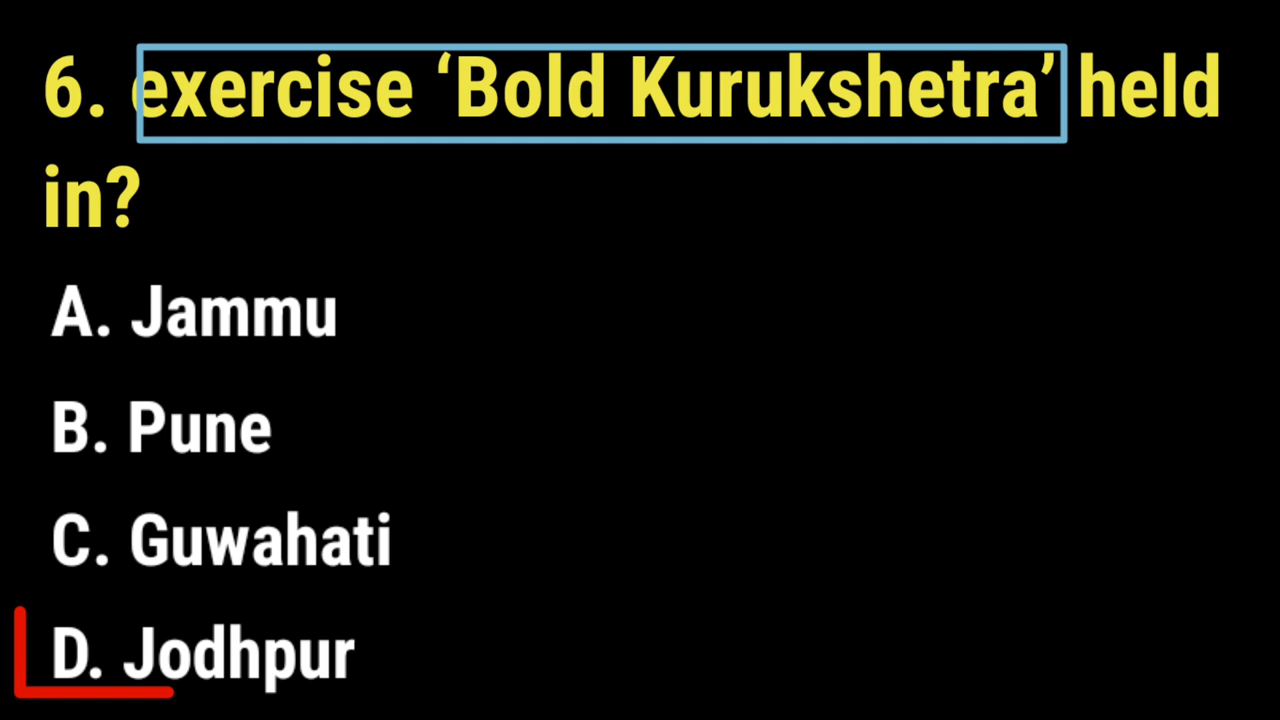 6. exercise ‘Bold Kurukshetra’ held
in?
A. Jammu
B. Pune
C. Guwahati
D. Jodhpur